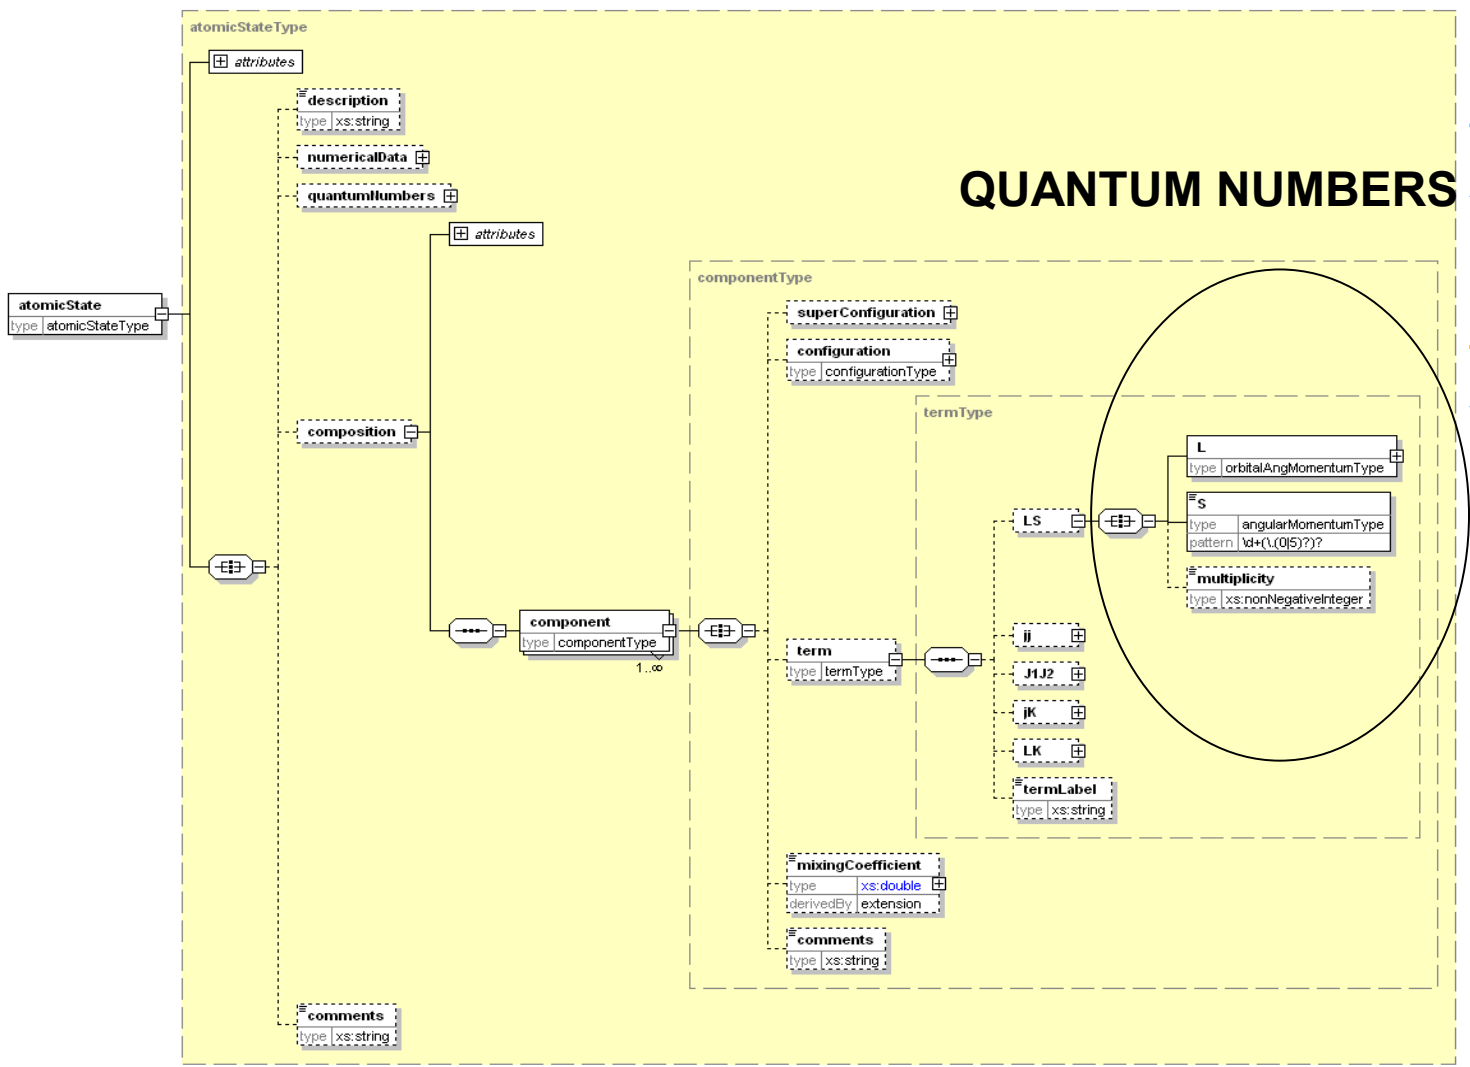 atomicStateType
attributes
description
type xs:string
numericalData
quantumNumbers
QUANTUM NUMBERS
attributes
componentType
atomicState
type atomicStateType
superConfiguration
configuration
type configurationType
termType
composition
L
type orbitalAngMomentumType
S
type angularMomentumType
pattern \d+(\.(0|5)?)?
LS
multiplicity
type xs:nonNegativeInteger
component
type componentType
1..∞
term
type termType
jj
J1J2
jK
LK
termLabel
type xs:string
mixingCoefficient
type xs:double
derivedBy extension
comments
type xs:string
comments
type xs:string